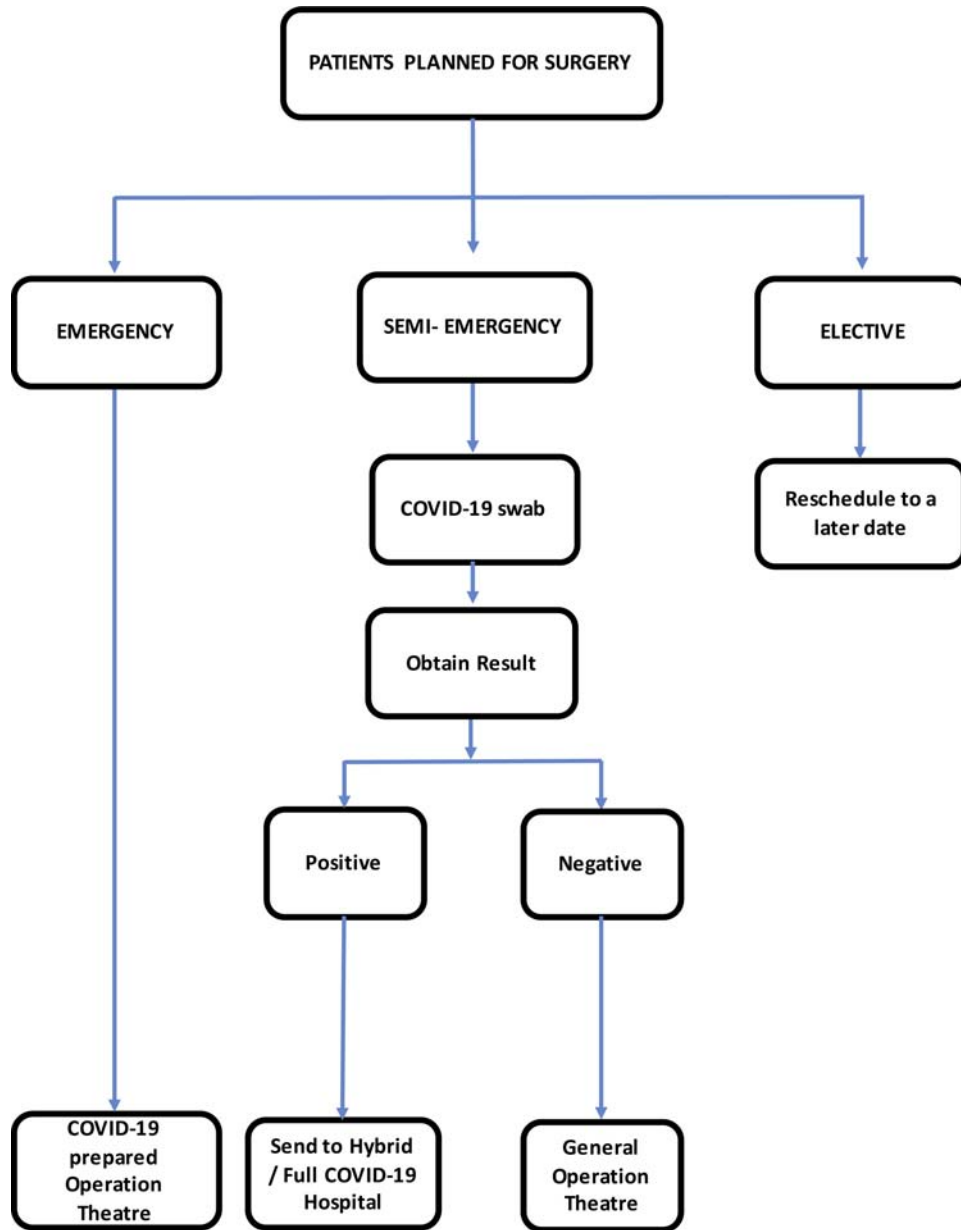 PATIENTS PLANNED FOR SURGERY
EMERGENCY
SEMI- EMERGENCY
ELECTIVE
COVID-19 swab
Reschedule to a
later date
Obtain Result
Positive
Negative
COVID-19
prepared
Operation
Theatre
Send to Hybrid
/ Full COVID-19
Hospital
General
Operation
Theatre